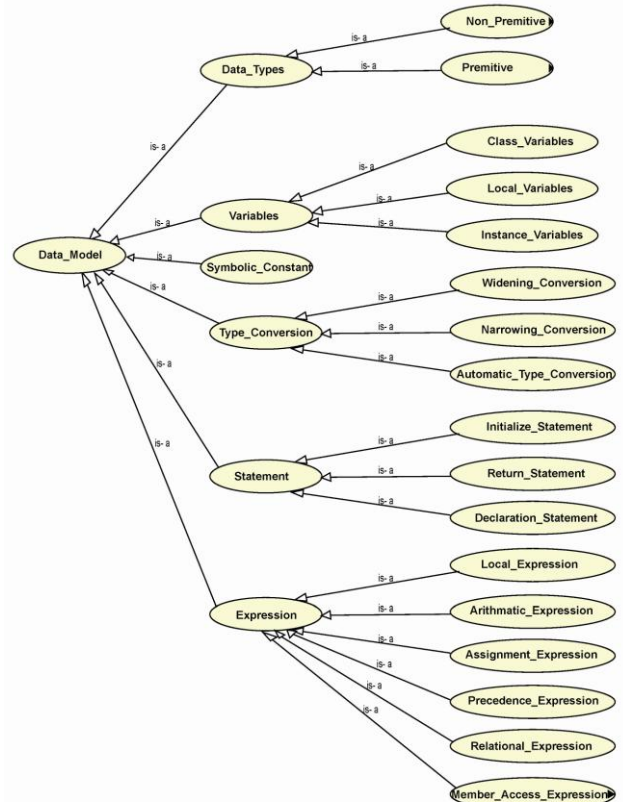 Non_Premitive
is- a
Data_Types
is- a
Premitive
is- a
Class_Variables
is- a
Local_Variables
is- a
Variables
is- a
is- a
Instance_Variables
Data_Model
is- a
Symbolic_Constant
is- a
Widening_Conversion
is- a
Type_Conversion
is- a
Narrowing_Conversion
is- a
Automatic_Type_Conversion
is- a
Initialize_Statement
is- a
is- a
Statement
is- a
Return_Statement
is- a
Declaration_Statement
Local_Expression
is- a
Expression
is- a
Arithmatic_Expression
is- a
Assignment_Expression
is- a
Precedence_Expression
is- a
Relational_Expression
is- a
Member_Access_Expression